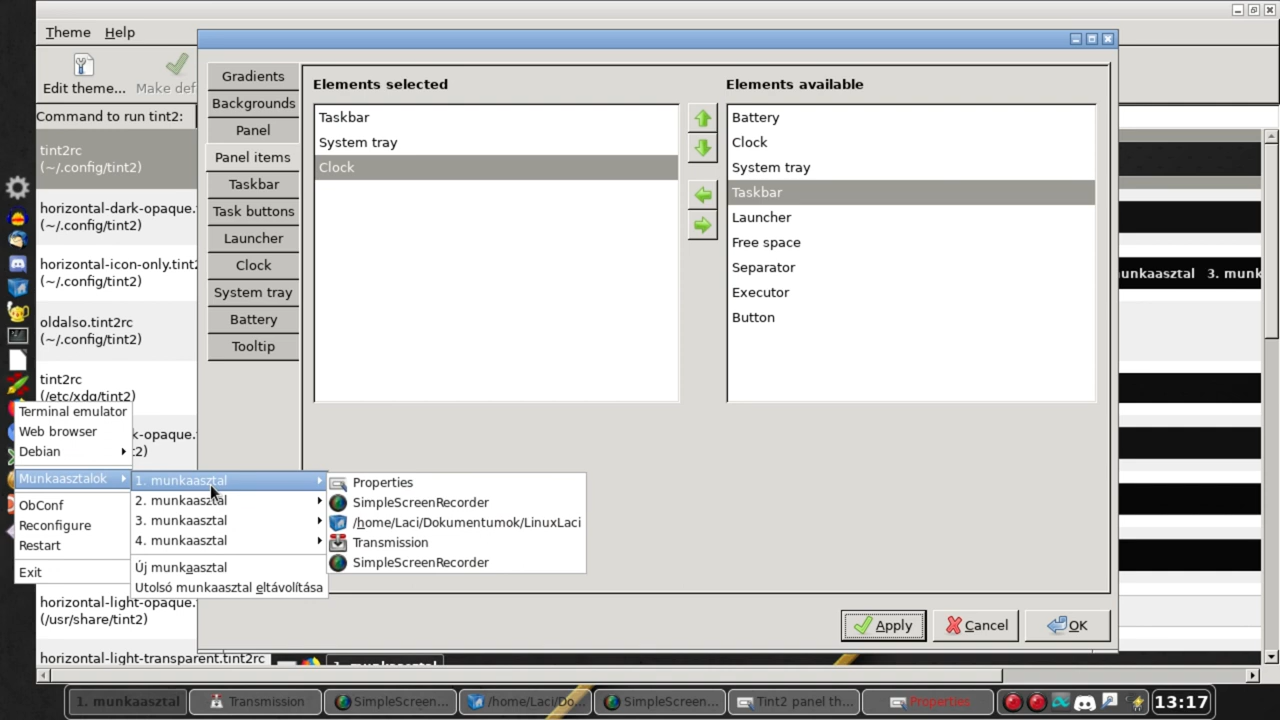 Theme Help
Edit theme... Make def
Command to run tint2:
tint2rc
(~/.config/tint2)
horizontal-dark-opaque.
(~/.config/tint2)
horizontal-icon-only.tint2
(~/.config/tint2)
oldalso.tint2rc
(~/.config/tint2)
tint2rc
(/etc/xdg/tint2)
k-opaque.
t2)
horizontal-light-opaque.
(/usr/share/tint2)
horizontal-light-transparent.tint2rc
Gradients
Backgrounds
Panel
Panel items
Taskbar
Task buttons
Launcher
Clock
System tray
Battery
Tooltip
Elements selected
Taskbar
System tray
Clock
Elements available
Battery
Clock
System tray
Taskbar
Launcher
Free space
Separator
Executor
Button
unkaasztal 3. munk
Terminal emulator
Web browser
Debian
Munkaasztalok
ObConf
Reconfigure
Restart
Exit
1. munkaasztal
2. munkaasztal
3. munkaasztal
4. munkaasztal
Új munkaasztal
Utolsó munkaasztal eltávolítása
Properties
SimpleScreenRecorder
/home/Laci/Dokumentumok/LinuxLaci
Transmission
SimpleScreenRecorder
Apply Cancel OK
1. munkaasztal
1. munkaasztal Transmission SimpleScreen... /home/Laci/Do... SimpleScreen... Tint2 panel th... Properties 13:17